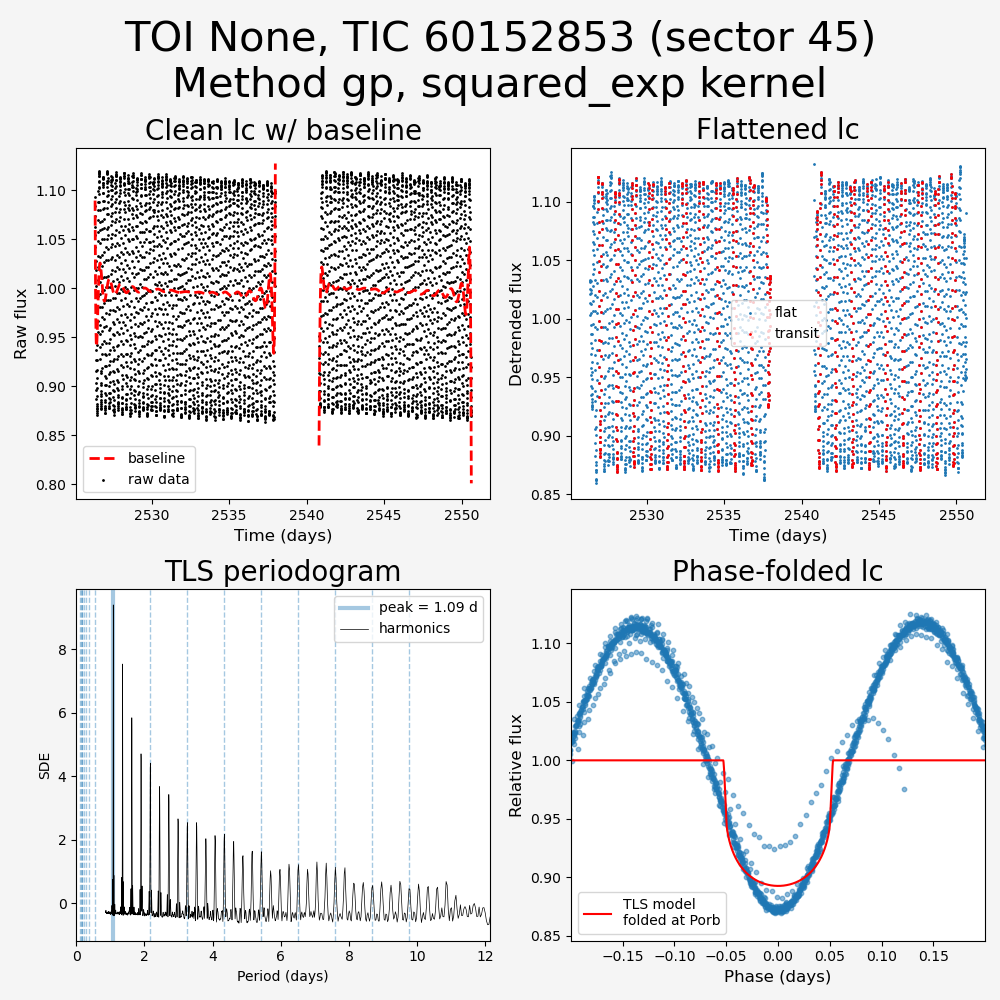 TOI None, TIC 60152853 (sector 45)
Method gp, squared_exp kernel
Clean lc w/ baseline
Raw flux
1.10
1.05
1.00
0.95
0.90
0.85
0.80
baseline
raw data
2530
2535
2540
2545
2550
Time (days)
Flattened lc
Detrended flux
1.10
1.05
1.00
0.95
0.90
0.85
flat
transit
2530
2535
2540
2545
2550
Time (days)
TLS periodogram
SDE
8
6
4
2
0
peak = 1.09 d
harmonics
0
2
4
6
8
10
12
Period (days)
Phase-folded lc
Relative flux
1.10
1.05
1.00
0.95
0.90
0.85
TLS model
folded at Porb
−0.15
−0.10
−0.05
0.00
0.05
0.10
0.15
Phase (days)